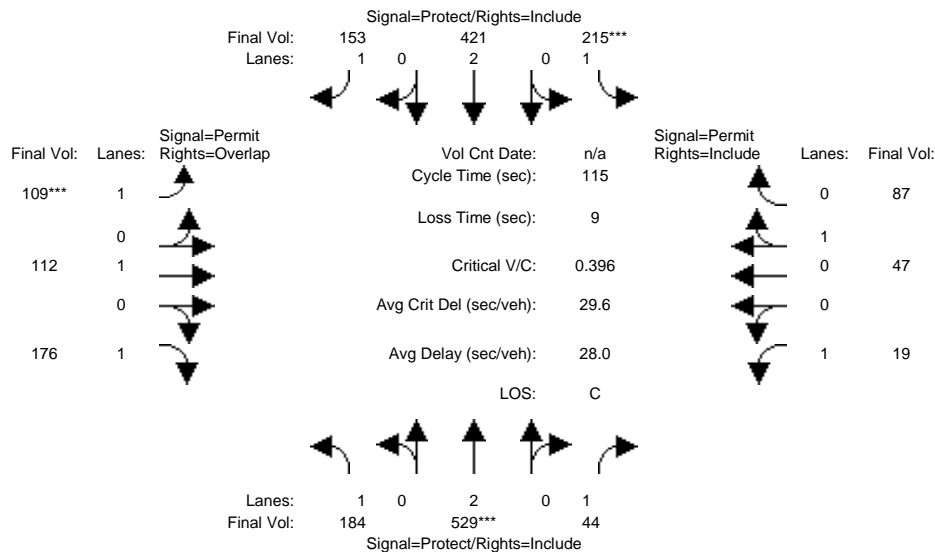 Signal=Protect/Rights=Include
Final Vol: 153 421 215***
Lanes: 1 0 2 0 1
Signal=Permit Signal=Permit
Final Vol: Lanes: Rights=Overlap Vol Cnt Date: n/a Rights=Include Lanes: Final Vol:
Cycle Time (sec): 115
109*** 1 0 87
Loss Time (sec): 9
0 1
112 1 Critical V/C: 0.396 0 47
0 Avg Crit Del (sec/veh): 29.6 0
176 1 Avg Delay (sec/veh): 28.0 1 19
LOS: C
Lanes: 1 0 2 0 1
Final Vol: 184 529*** 44
Signal=Protect/Rights=Include